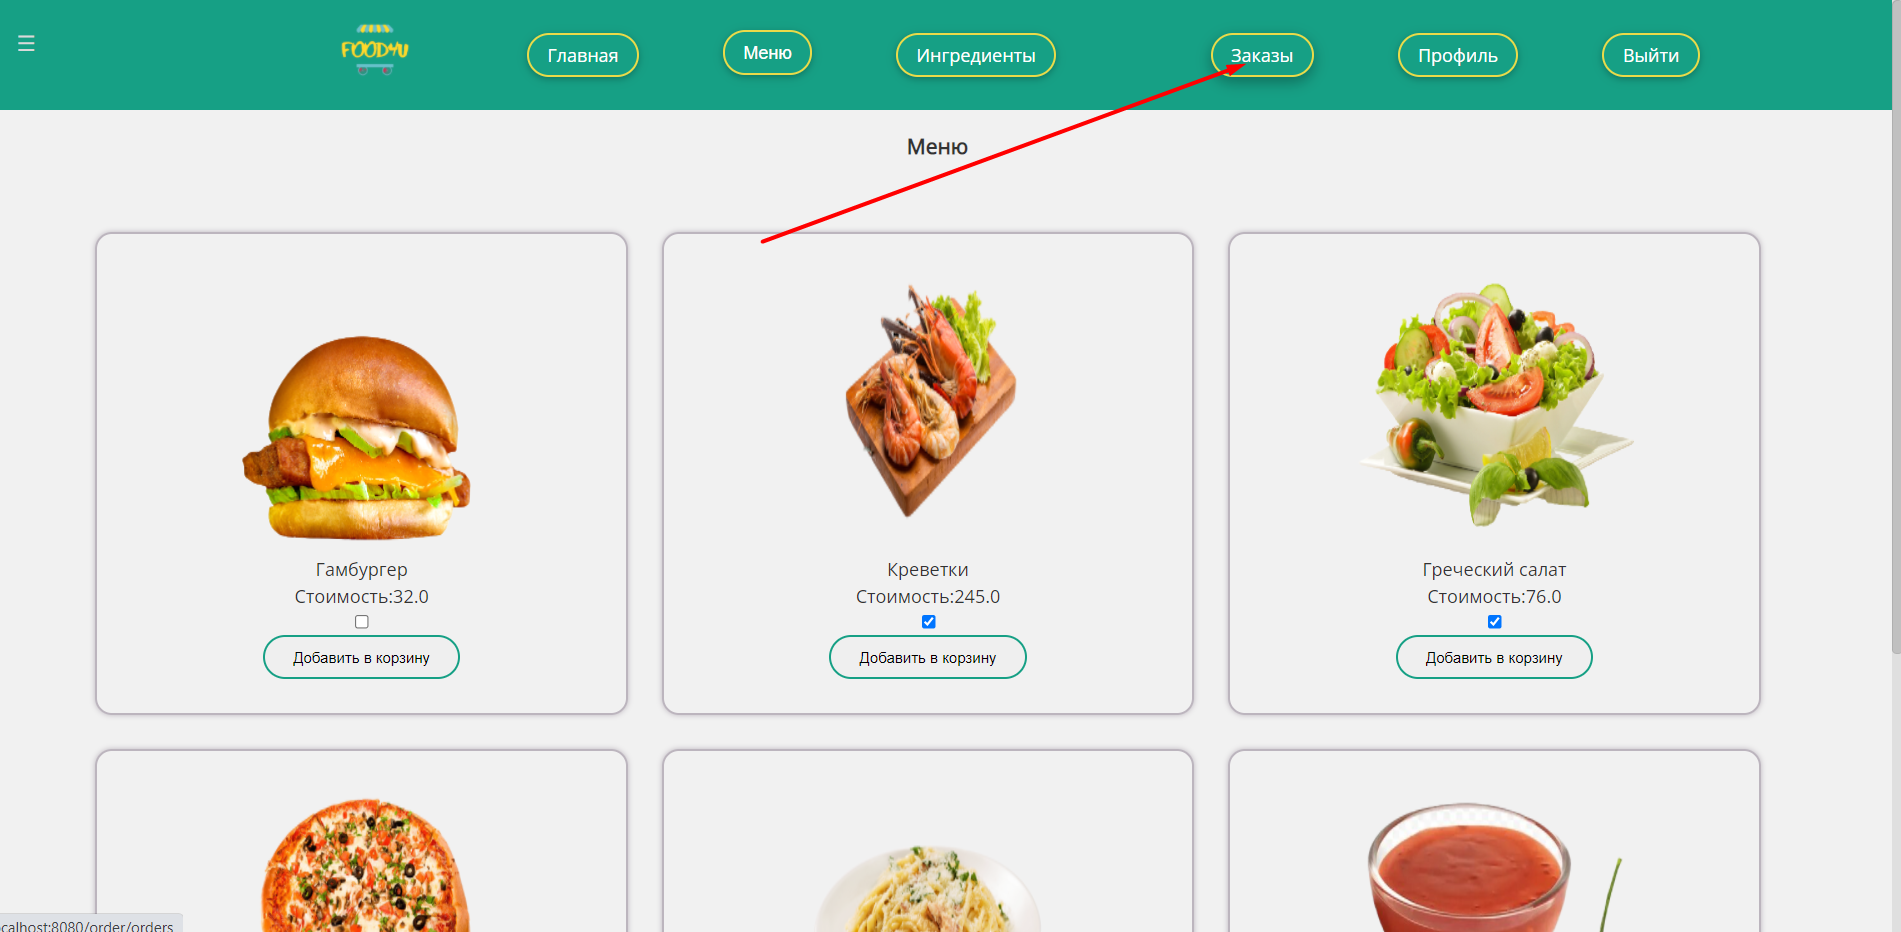 ☰
FOOD4U
Главная
Меню
Ингредиенты
Заказы
Профиль
Выйти
Меню
Гамбургер
Стоимость:32.0
Добавить в корзину
Креветки
Стоимость:245.0
Добавить в корзину
Греческий салат
Стоимость:76.0
Добавить в корзину
calhost:8080/order/orders